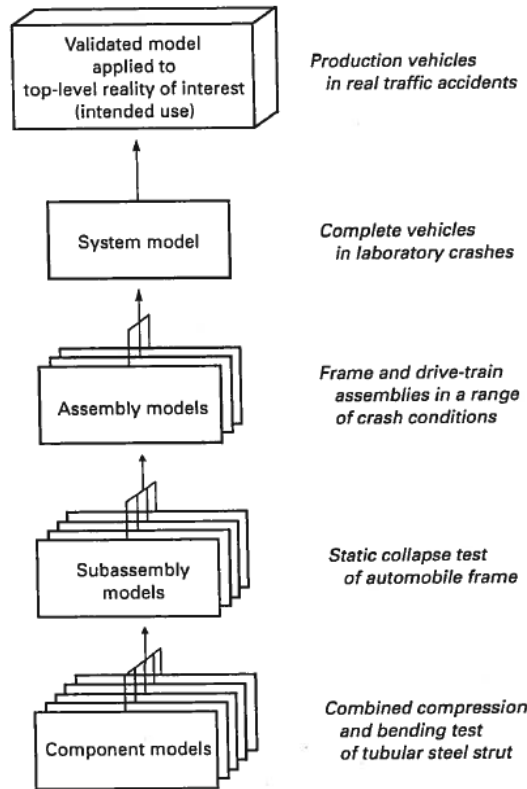 Validated model
applied to
top-level reality of interest
(intended use)
Production vehicles
in real traffic accidents
System model
Complete vehicles
in laboratory crashes
Assembly models
Frame and drive-train
assemblies in a range
of crash conditions
Subassembly
models
Static collapse test
of automobile frame
Component models
Combined compression
and bending test
of tubular steel strut